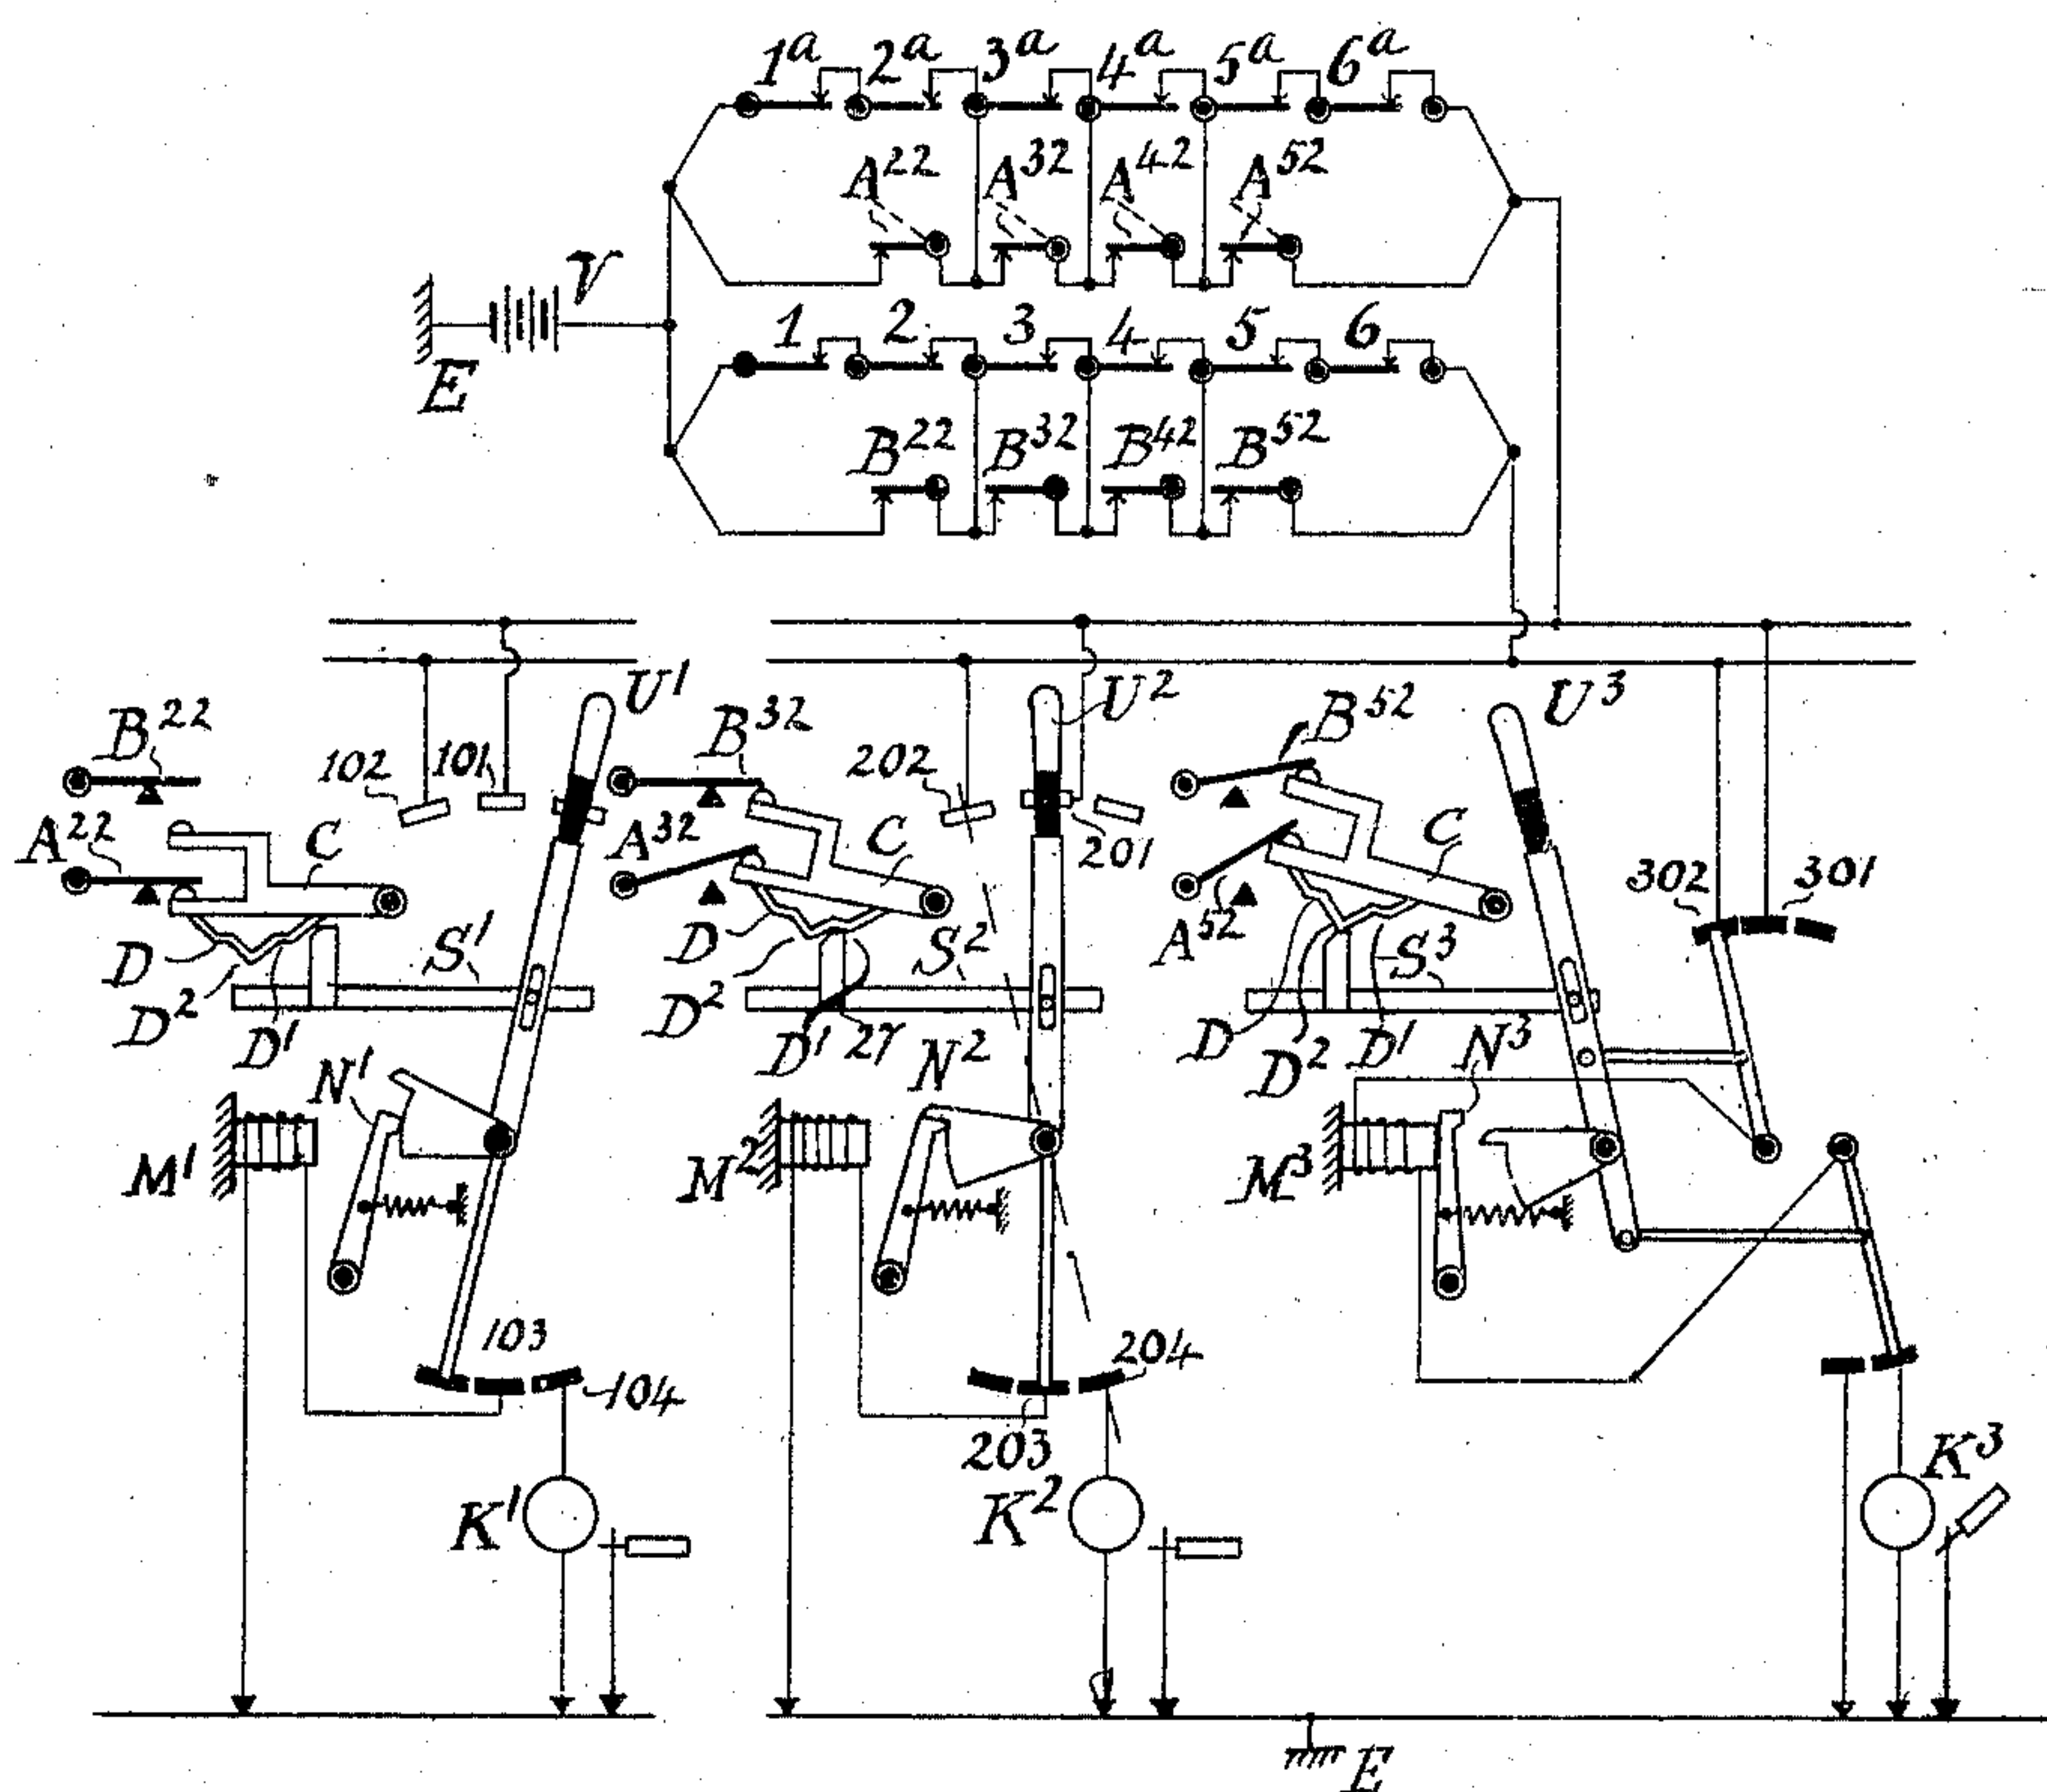 1a 2a 3a 4a 5a 6a
A22 A32 A42 A52
V
E
1 2 3 4 5 6
B22 B32 B42 B52
U1 U2 U3
B22 B32 B52
102 101 202 201
A22 C A32 C A52 C
302 301
D D2 D1 S1
D D2 D1 27 S2
D D2 D1 S3
N1 N2 N3
M1 M2 M3
103 104
203 204
K1 K2 K3
E